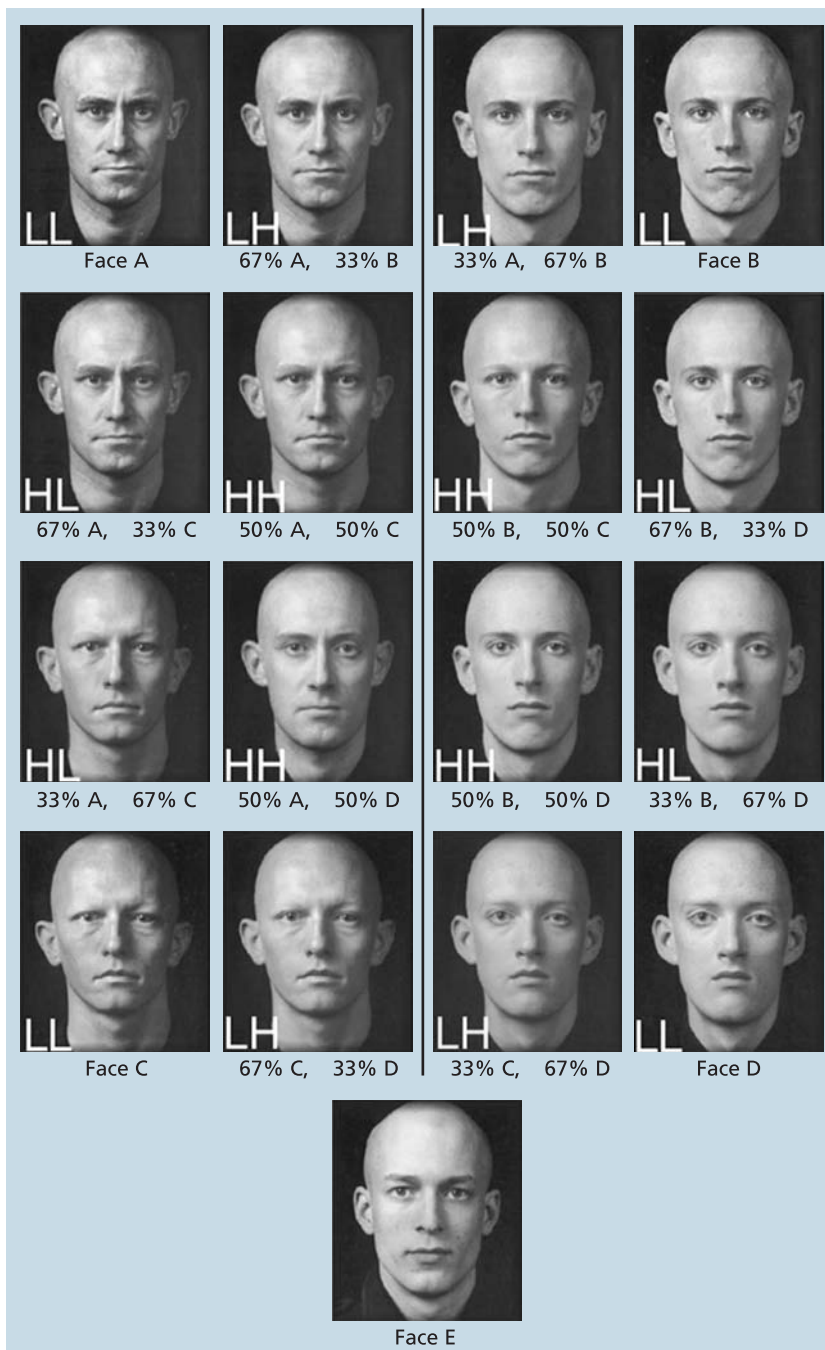 LL LH LH LL
Face A 67% A, 33% B 33% A, 67% B Face B
HL HH HH HL
67% A, 33% C 50% A, 50% C 50% B, 50% C 67% B, 33% D
HL HH HH HL
33% A, 67% C 50% A, 50% D 50% B, 50% D 33% B, 67% D
LL LH LH LL
Face C 67% C, 33% D 33% C, 67% D Face D
Face E